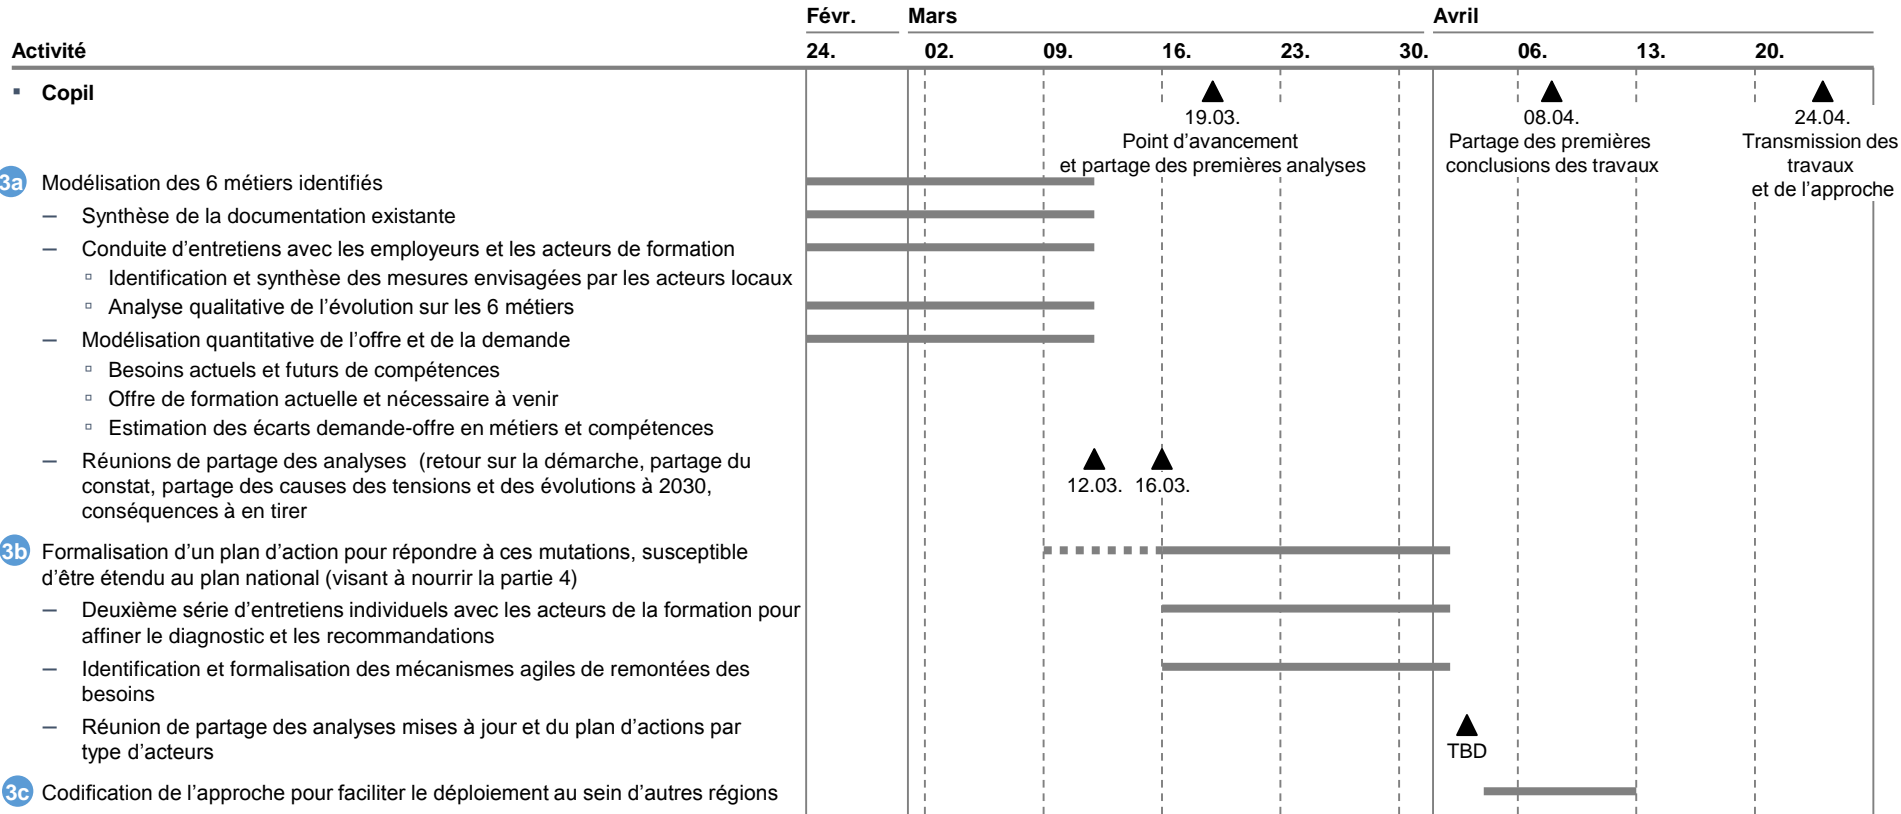 Févr. Mars Avril
Activité 24. 02. 09. 16. 23. 30. 06. 13. 20.
▪ Copil
19.03.
Point d’avancement
et partage des premières analyses
08.04.
Partage des premières
conclusions des travaux
24.04.
Transmission des
travaux
et de l’approche
3a Modélisation des 6 métiers identifiés
– Synthèse de la documentation existante
– Conduite d’entretiens avec les employeurs et les acteurs de formation
▫ Identification et synthèse des mesures envisagées par les acteurs locaux
▫ Analyse qualitative de l’évolution sur les 6 métiers
– Modélisation quantitative de l’offre et de la demande
▫ Besoins actuels et futurs de compétences
▫ Offre de formation actuelle et nécessaire à venir
▫ Estimation des écarts demande-offre en métiers et compétences
– Réunions de partage des analyses (retour sur la démarche, partage du
constat, partage des causes des tensions et des évolutions à 2030,
conséquences à en tirer
12.03. 16.03.
3b Formalisation d’un plan d’action pour répondre à ces mutations, susceptible
d’être étendu au plan national (visant à nourrir la partie 4)
– Deuxième série d’entretiens individuels avec les acteurs de la formation pour
affiner le diagnostic et les recommandations
– Identification et formalisation des mécanismes agiles de remontées des
besoins
– Réunion de partage des analyses mises à jour et du plan d’actions par
type d’acteurs
TBD
3c Codification de l’approche pour faciliter le déploiement au sein d’autres régions